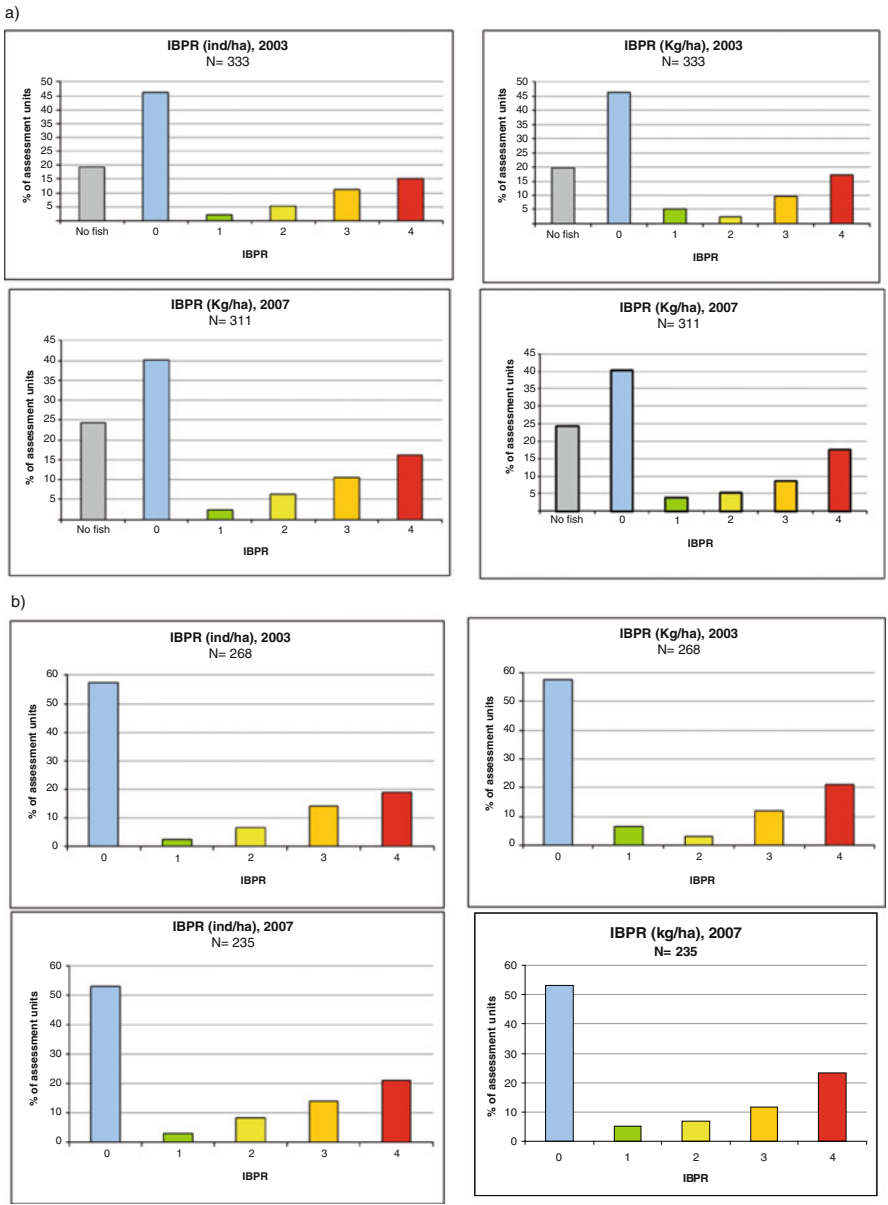 a)
IBPR (ind/ha), 2003
N= 333
% of assessment units
50
45
40
35
30
25
20
15
10
5
No fish 0 1 2 3 4
IBPR
IBPR (Kg/ha), 2003
N= 333
% of assessment units
50
45
40
35
30
25
20
15
10
5
No fish 0 1 2 3 4
IBPR
IBPR (Kg/ha), 2007
N= 311
% of assessment units
45
40
35
30
25
20
15
10
5
No fish 0 1 2 3 4
IBPR
IBPR (Kg/ha), 2007
N= 311
% of assessment units
45
40
35
30
25
20
15
10
5
No fish 0 1 2 3 4
IBPR
b)
IBPR (ind/ha), 2003
N= 268
% of assessment units
60
50
40
30
20
10
0
0 1 2 3 4
IBPR
IBPR (Kg/ha), 2003
N= 268
% of assessment units
60
50
40
30
20
10
0
0 1 2 3 4
IBPR
IBPR (ind/ha), 2007
N= 235
% of assessment units
60
50
40
30
20
10
0
0 1 2 3 4
IBPR
IBPR (kg/ha), 2007
N= 235
% of assessment units
60
50
40
30
20
10
0
0 1 2 3 4
IBPR